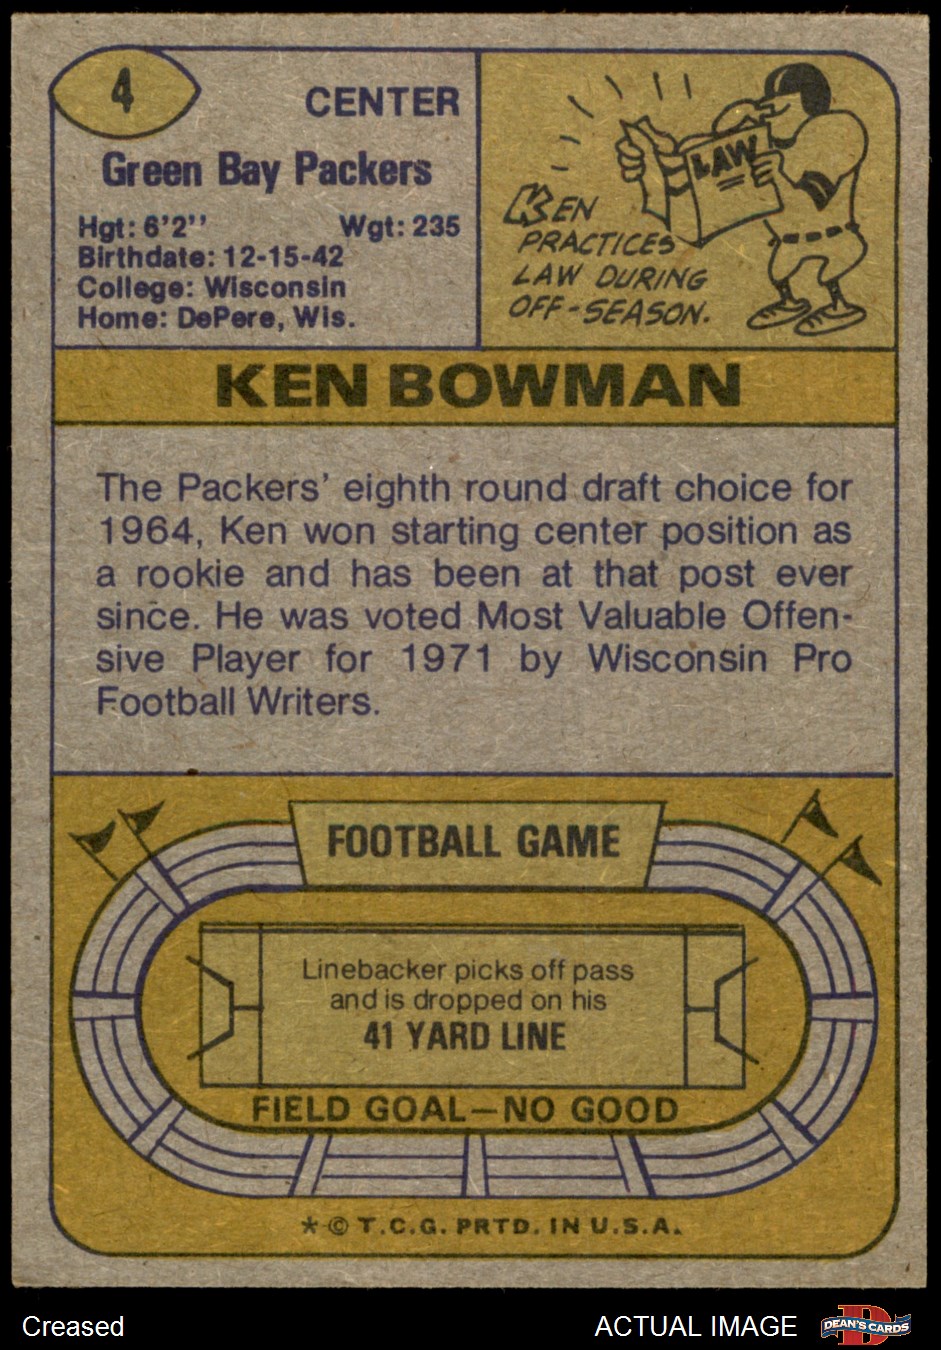 4
CENTER
Green Bay Packers
Hgt: 6'2'' Wgt: 235
Birthdate: 12-15-42
College: Wisconsin
Home: DePere, Wis.
LAW
KEN
PRACTICES
LAW DURING
OFF-SEASON.
KEN BOWMAN
The Packers' eighth round draft choice for
1964, Ken won starting center position as
a rookie and has been at that post ever
since. He was voted Most Valuable Offen-
sive Player for 1971 by Wisconsin Pro
Football Writers.
FOOTBALL GAME
Linebacker picks off pass
and is dropped on his
41 YARD LINE
FIELD GOAL—NO GOOD
*© T.C.G. PRTD. IN U.S.A.
Creased
ACTUAL IMAGE
D
DEAN'S CARDS